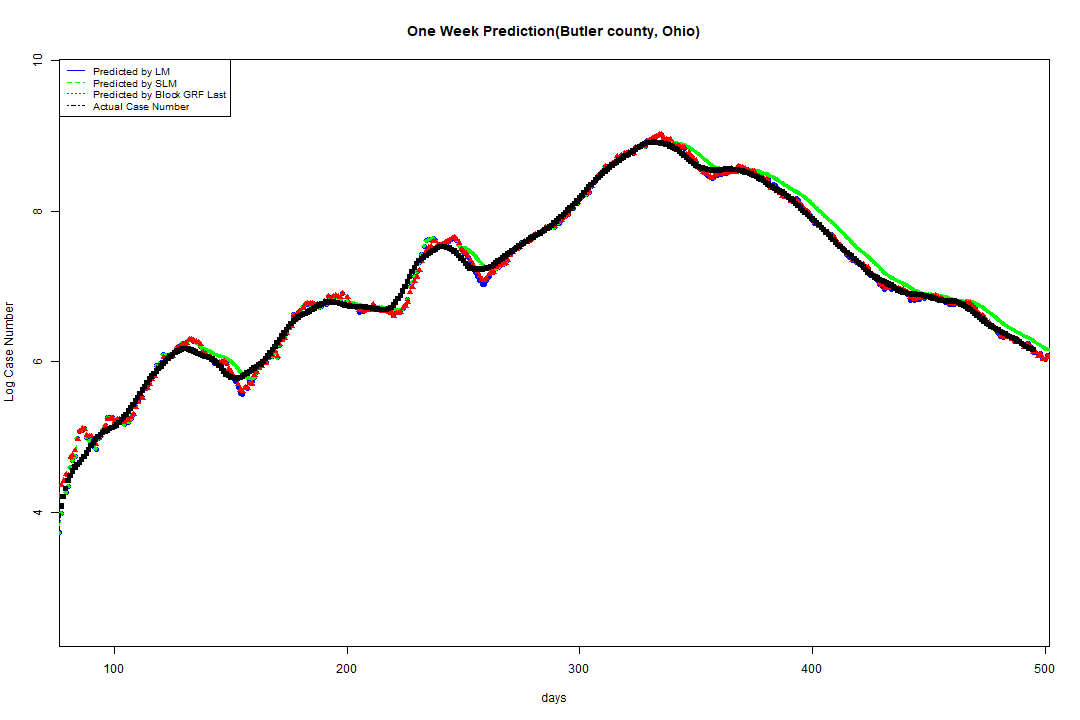 One Week Prediction(Butler county, Ohio)
Predicted by LM
Predicted by SLM
Predicted by Block GRF Last
Actual Case Number
10
8
6
4
Log Case Number
100 200 300 400 500
days